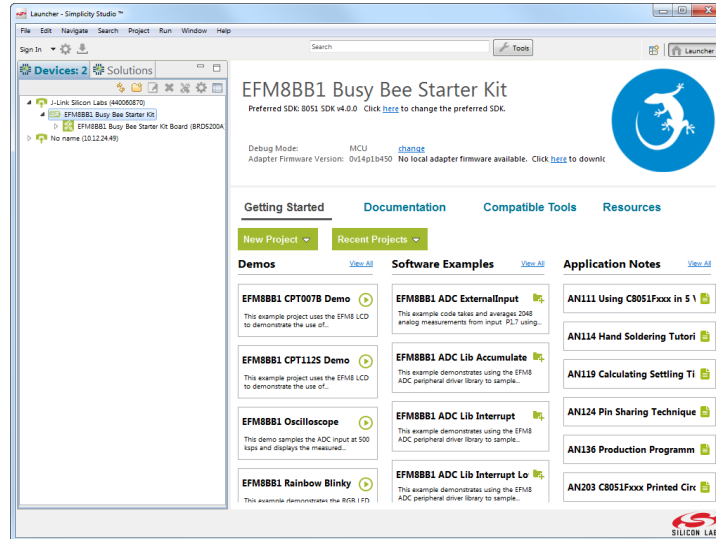 Launcher - Simplicity Studio ™
File Edit Navigate Search Project Run Window Help
Sign In
Search
Tools
Launcher
Devices: 2 Solutions
J-Link Silicon Labs (440060870)
EFM8BB1 Busy Bee Starter Kit
EFM8BB1 Busy Bee Starter Kit Board (BRD5200A)
No name (10.12.24.49)
EFM8BB1 Busy Bee Starter Kit
Preferred SDK: 8051 SDK v4.0.0 Click here to change the preferred SDK.
Debug Mode: MCU change
Adapter Firmware Version: 0v14p1b450 No local adapter firmware available. Click here to downlo
Getting Started Documentation Compatible Tools Resources
New Project Recent Projects
Demos View All
EFM8BB1 CPT007B Demo
This example project uses the EFM8 LCD
to demonstrate the use of...
EFM8BB1 CPT112S Demo
This example project uses the EFM8 LCD
to demonstrate the use of...
EFM8BB1 Oscilloscope
This demo samples the ADC input at 500
ksps and displays the measured...
EFM8BB1 Rainbow Blinky
This example demonstrates the RGB LED
Software Examples View All
EFM8BB1 ADC ExternalInput
This example code takes and averages 2048
analog measurements from input P1.7 using...
EFM8BB1 ADC Lib Accumulate
This example demonstrates using the EFM8
ADC peripheral driver library to sample...
EFM8BB1 ADC Lib Interrupt
This example demonstrates using the EFM8
ADC peripheral driver library to sample...
EFM8BB1 ADC Lib Interrupt Lo
This example demonstrates using the EFM8
ADC peripheral driver library to sample...
Application Notes View All
AN111 Using C8051Fxxx in 5 V
AN114 Hand Soldering Tutori
AN119 Calculating Settling Ti
AN124 Pin Sharing Technique
AN136 Production Programm
AN203 C8051Fxxx Printed Circ
SILICON LAB